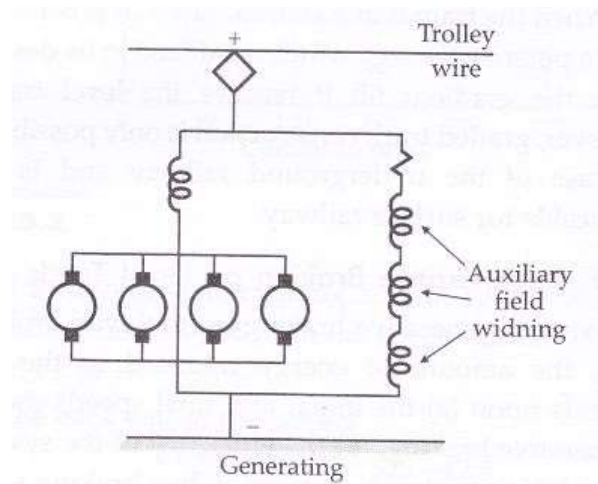 +
Trolley
wire
Auxiliary
field
widning
–
Generating